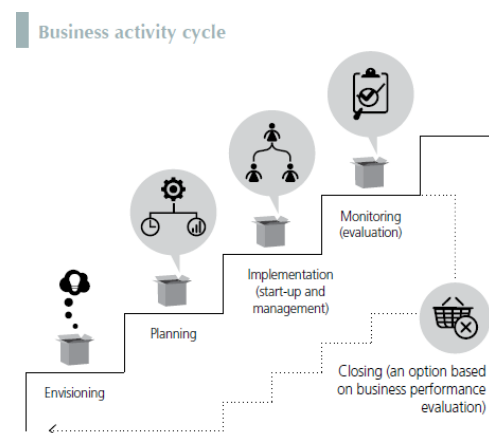 Business activity cycle
Monitoring
(evaluation)
Implementation
(start-up and
management)
Planning
Envisioning
Closing (an option based
on business performance
evaluation)